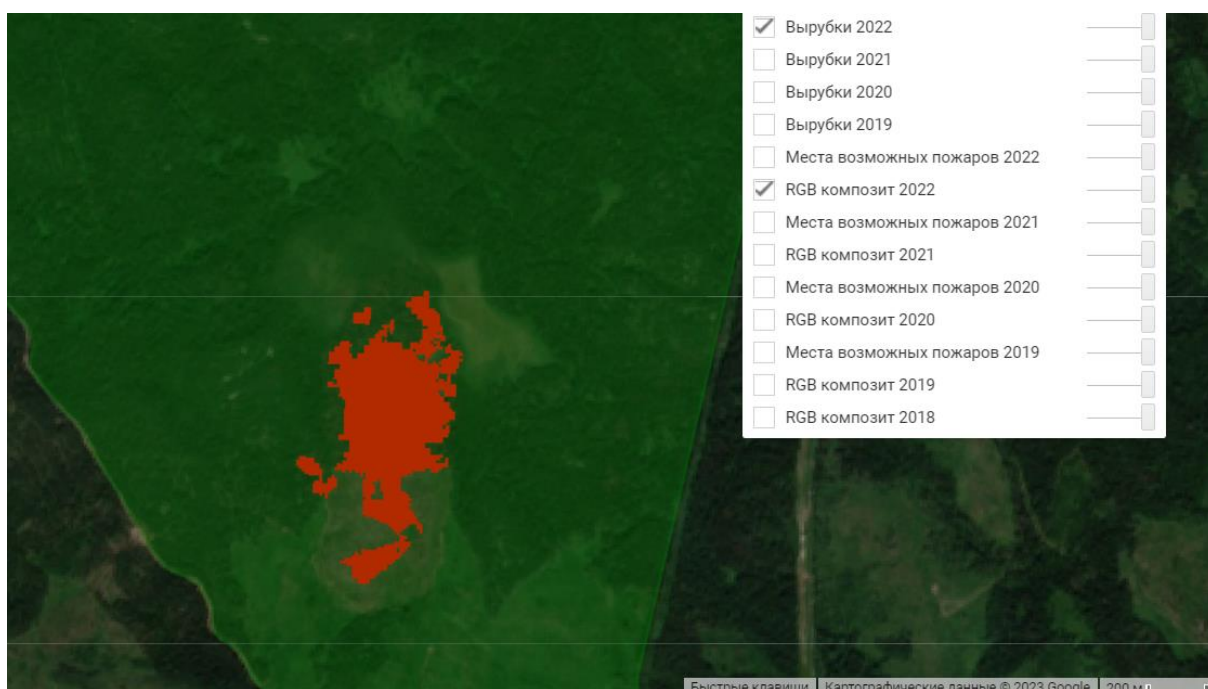 Вырубки 2022
Вырубки 2021
Вырубки 2020
Вырубки 2019
Места возможных пожаров 2022
RGB композит 2022
Места возможных пожаров 2021
RGB композит 2021
Места возможных пожаров 2020
RGB композит 2020
Места возможных пожаров 2019
RGB композит 2019
RGB композит 2018
Быстрые клавиши Картографические данные © 2023 Google 200 м